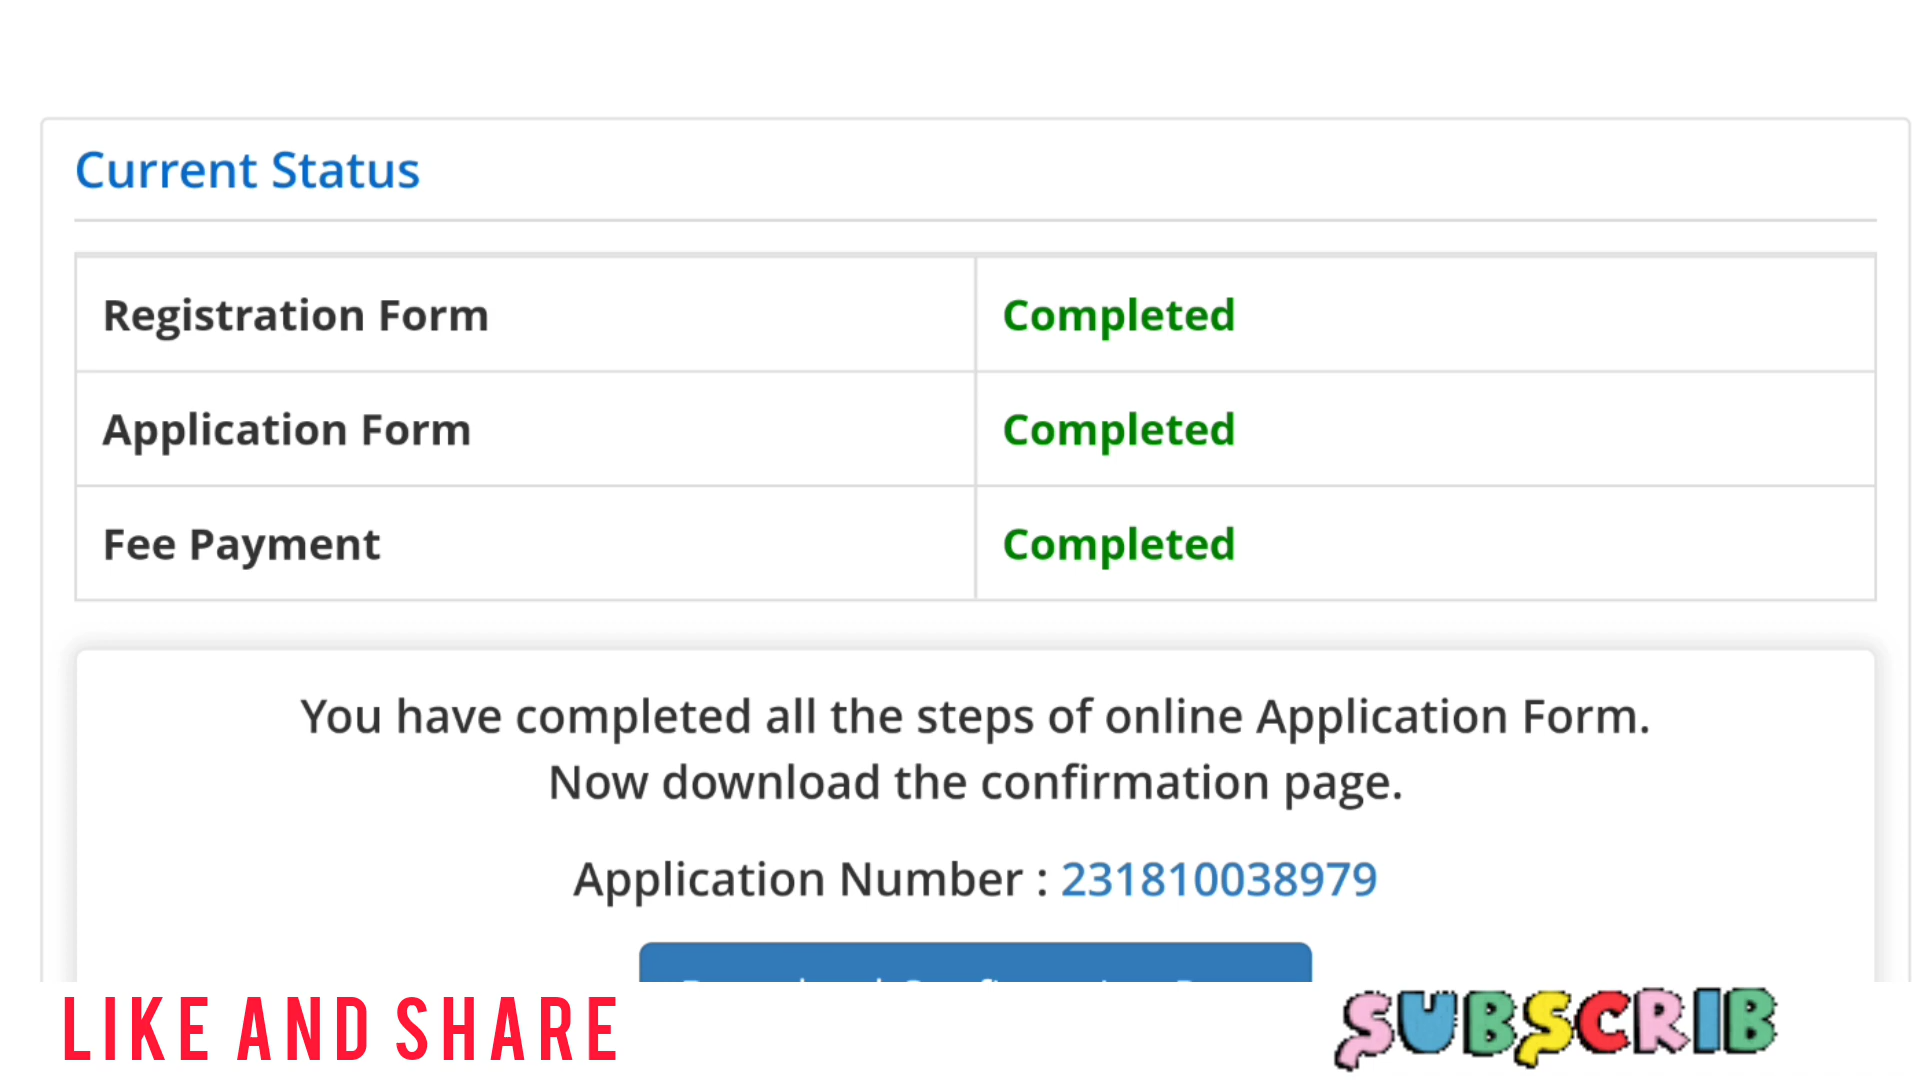 Current Status
Registration Form Completed
Application Form Completed
Fee Payment Completed
You have completed all the steps of online Application Form.
Now download the confirmation page.
Application Number : 231810038979
LIKE AND SHARE
SUBSCRIB